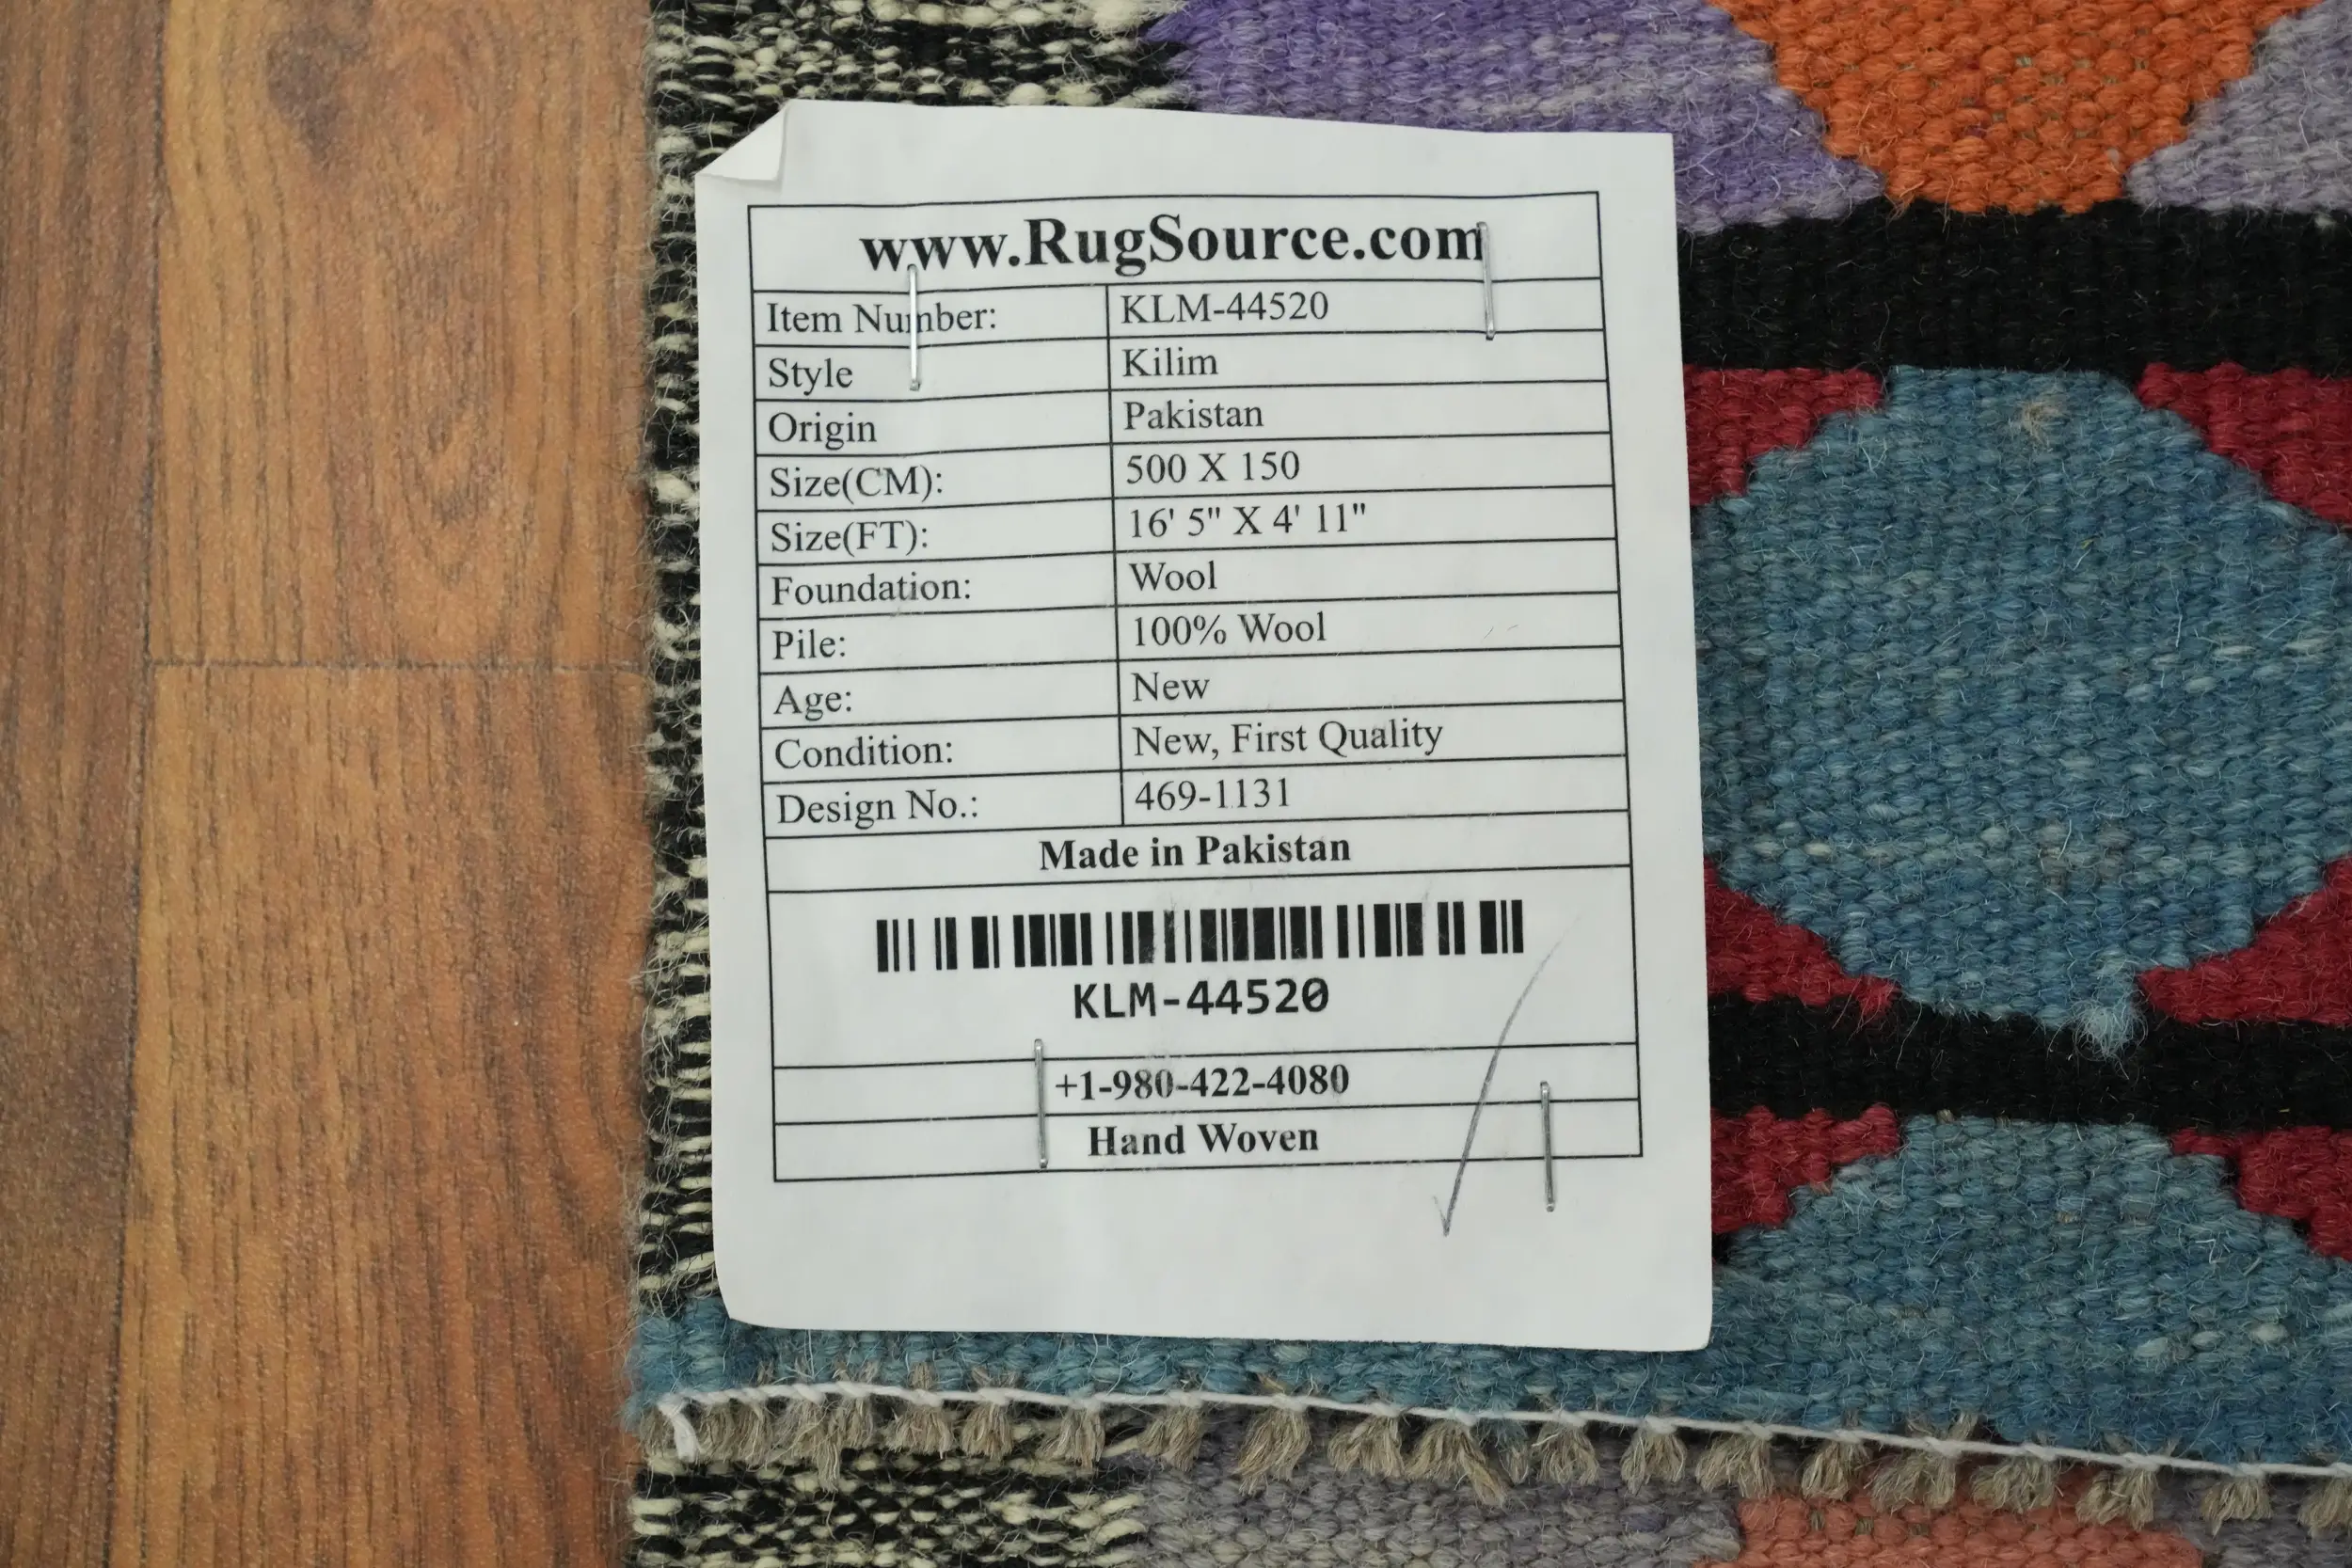 www.RugSource.com
Item Number: KLM-44520
Style Kilim
Origin Pakistan
Size(CM): 500 X 150
Size(FT): 16' 5" X 4' 11"
Foundation: Wool
Pile: 100% Wool
Age: New
Condition: New, First Quality
Design No.: 469-1131
Made in Pakistan
KLM-44520
+1-980-422-4080
Hand Woven